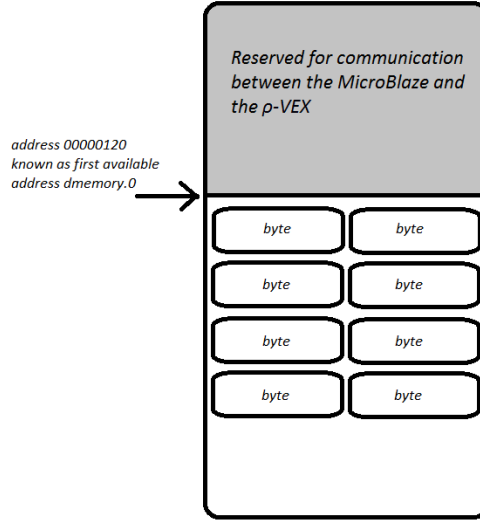 Reserved for communication
between the MicroBlaze and
the ρ-VEX
address 00000120
known as first available
address dmemory.0
byte byte
byte byte
byte byte
byte byte